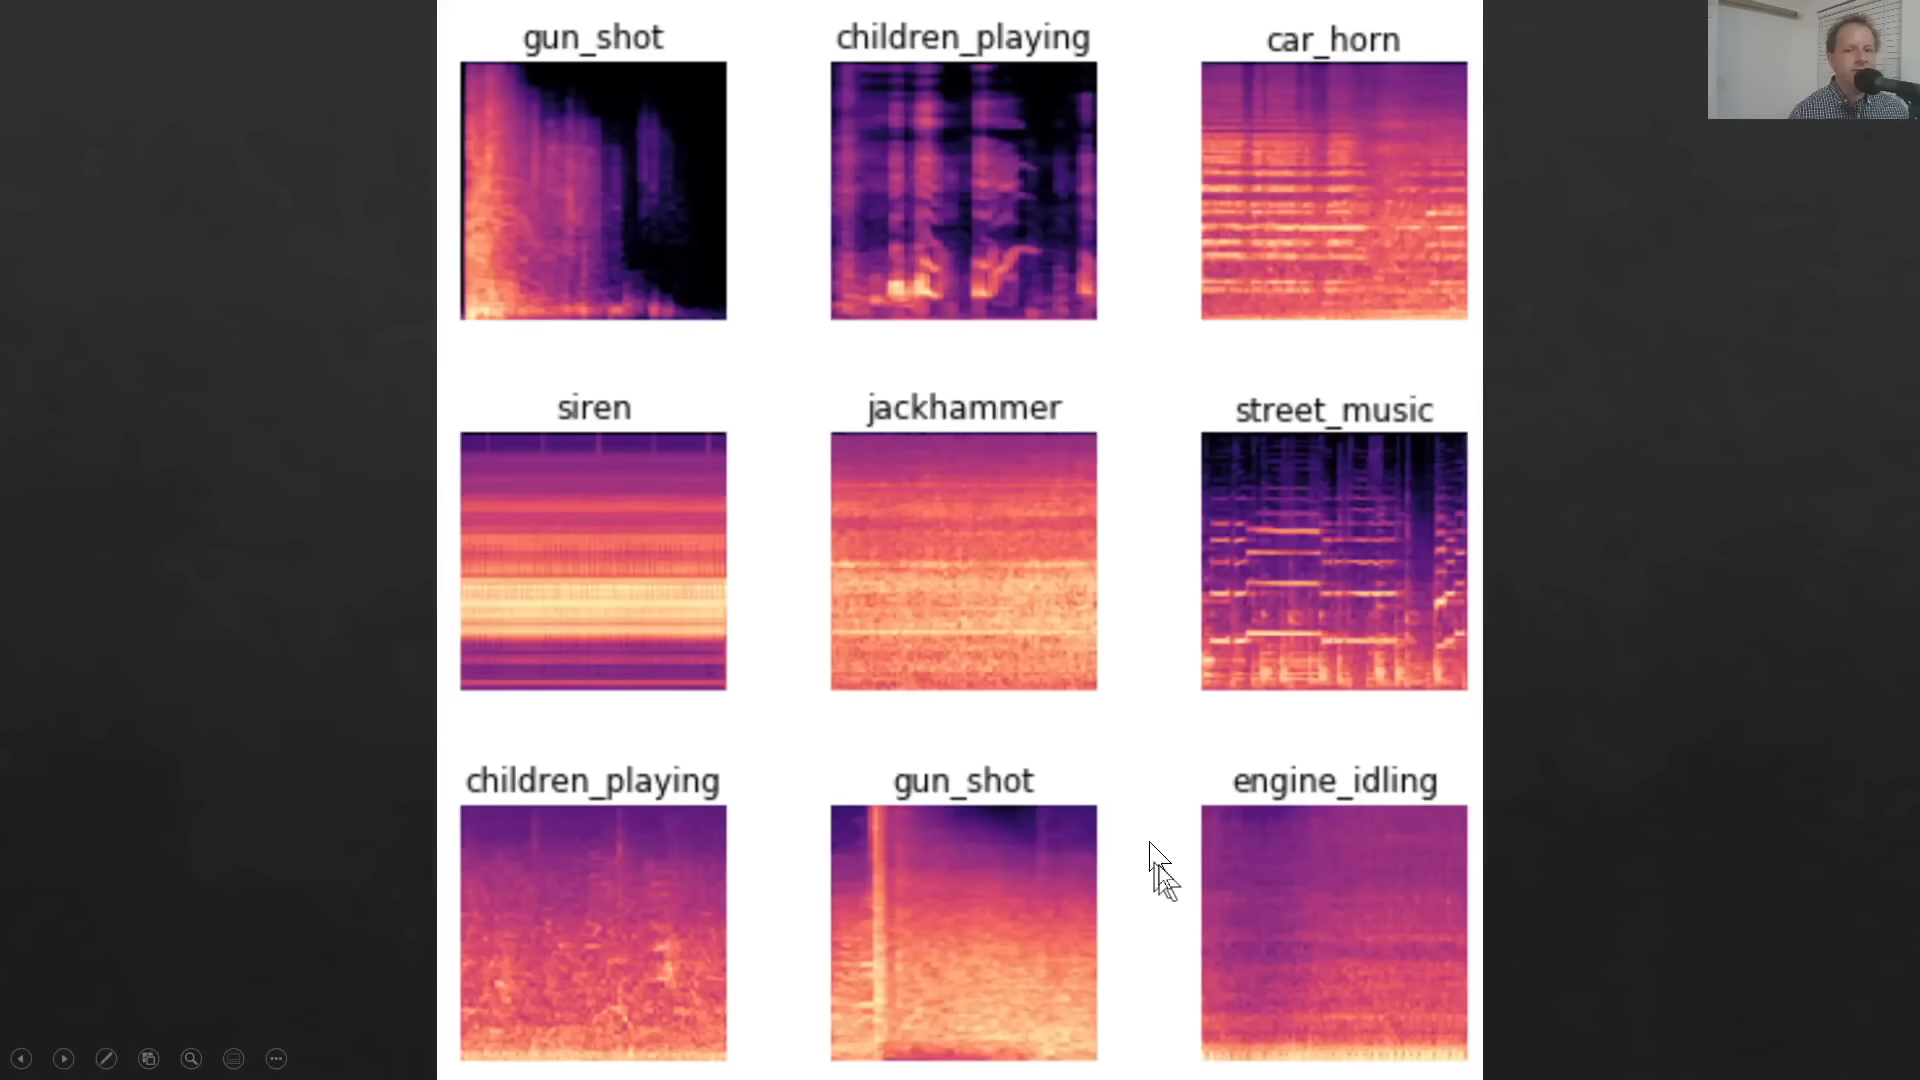 gun_shot
children_playing
car_horn
siren
jackhammer
street_music
children_playing
gun_shot
engine_idling